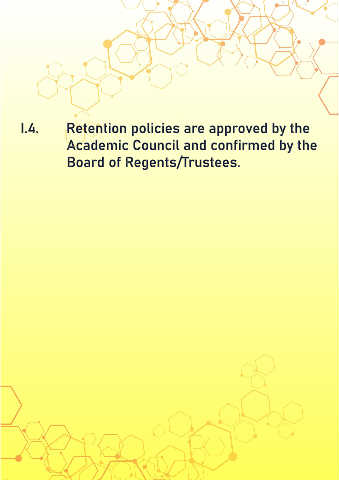 I.4. Retention policies are approved by the
Academic Council and confirmed by the
Board of Regents/Trustees.